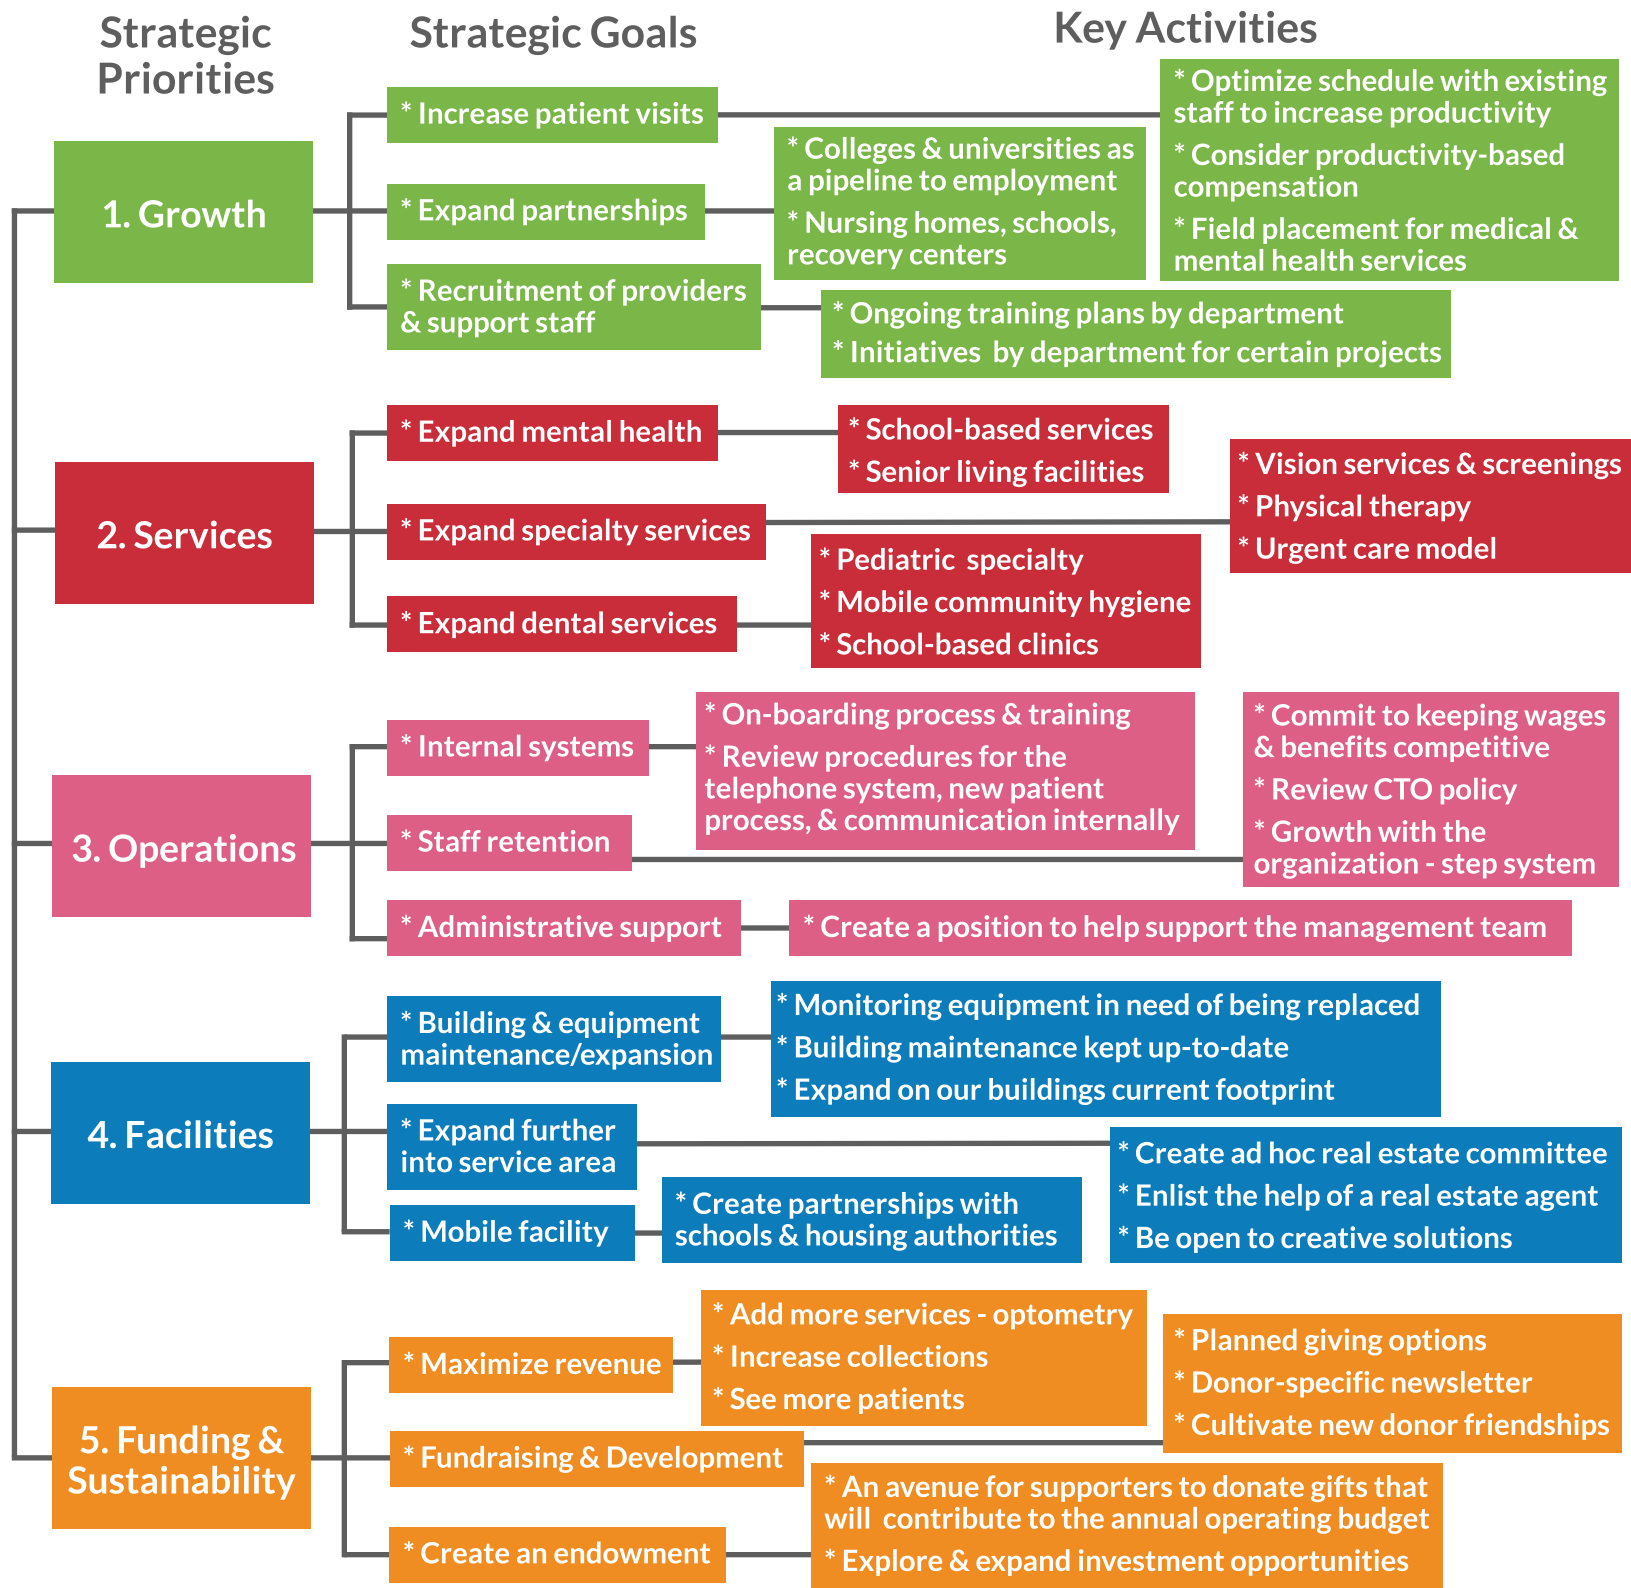 Strategic
Priorities
Strategic Goals
Key Activities
1. Growth
* Increase patient visits
* Optimize schedule with existing
staff to increase productivity
* Consider productivity-based
compensation
* Field placement for medical &
mental health services
* Expand partnerships
* Colleges & universities as
a pipeline to employment
* Nursing homes, schools,
recovery centers
* Recruitment of providers
& support staff
* Ongoing training plans by department
* Initiatives  by department for certain projects
2. Services
* Expand mental health
* School-based services
* Senior living facilities
* Expand specialty services
* Vision services & screenings
* Physical therapy
* Urgent care model
* Expand dental services
* Pediatric  specialty
* Mobile community hygiene
* School-based clinics
3. Operations
* Internal systems
* On-boarding process & training
* Review procedures for the
telephone system, new patient
process, & communication internally
* Staff retention
* Commit to keeping wages
& benefits competitive
* Review CTO policy
* Growth with the
organization - step system
* Administrative support
* Create a position to help support the management team
4. Facilities
* Building & equipment
maintenance/expansion
* Monitoring equipment in need of being replaced
* Building maintenance kept up-to-date
* Expand on our buildings current footprint
* Expand further
into service area
* Create ad hoc real estate committee
* Enlist the help of a real estate agent
* Be open to creative solutions
* Mobile facility
* Create partnerships with
schools & housing authorities
5. Funding &
Sustainability
* Maximize revenue
* Add more services - optometry
* Increase collections
* See more patients
* Fundraising & Development
* Planned giving options
* Donor-specific newsletter
* Cultivate new donor friendships
* Create an endowment
* An avenue for supporters to donate gifts that
will  contribute to the annual operating budget
* Explore & expand investment opportunities